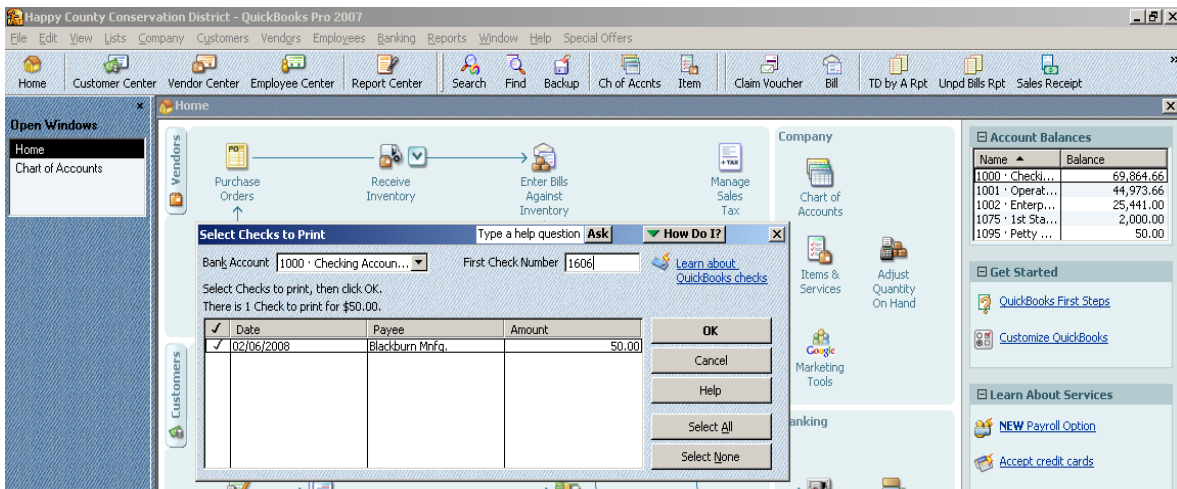 Happy County Conservation District - QuickBooks Pro 2007
File Edit View Lists Company Customers Vendors Employees Banking Reports Window Help Special Offers
Home Customer Center Vendor Center Employee Center Report Center Search Find Backup Ch of Accnts Item Claim Voucher Bill TD by A Rpt Unpd Bills Rpt Sales Receipt
Open Windows
Home
Chart of Accounts
Home
Vendors
PO
Purchase
Orders
Receive
Inventory
Enter Bills
Against
Inventory
+ TAX
Manage
Sales
Tax
Customers
Select Checks to Print Type a help question Ask How Do I?
Bank Account 1000 · Checking Accoun... First Check Number 1606
Learn about
QuickBooks checks
Select Checks to print, then click OK.
There is 1 Check to print for $50.00.
✓ Date Payee Amount
✓ 02/06/2008 Blackburn Mnfg. 50.00
OK
Cancel
Help
Select All
Select None
Company
Chart of
Accounts
Items &
Services
Adjust
Quantity
On Hand
Google
Marketing
Tools
anking
Account Balances
Name Balance
1000 · Checki... 69,864.66
1001 · Operat... 44,973.66
1002 · Enterp... 25,441.00
1075 · 1st Sta... 2,000.00
1095 · Petty ... 50.00
Get Started
QuickBooks First Steps
Customize QuickBooks
Learn About Services
NEW Payroll Option
Accept credit cards